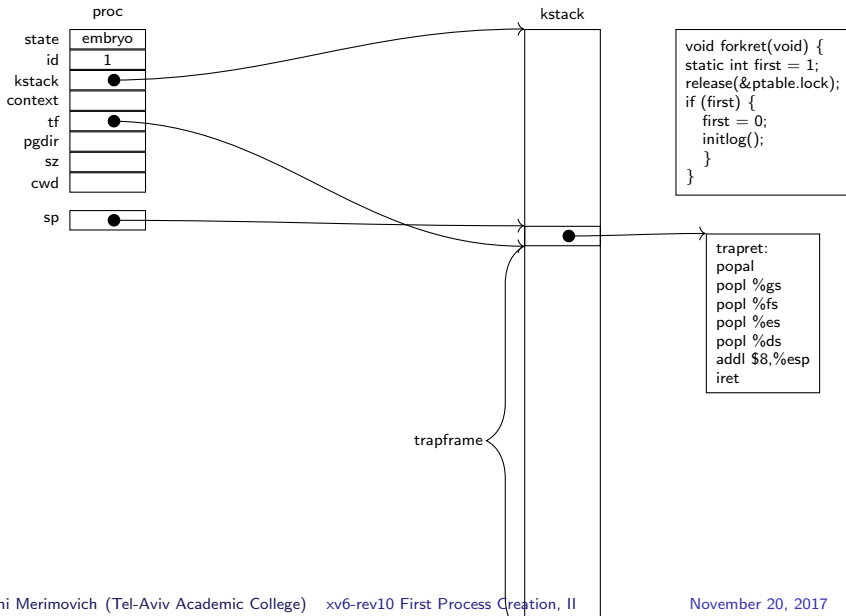 proc
kstack
state
embryo
id
1
kstack
context
tf
pgdir
sz
cwd
sp
void forkret(void) {
static int first = 1;
release(&ptable.lock);
if (first) {
first = 0;
initlog();
}
}
trapret:
popal
popl %gs
popl %fs
popl %es
popl %ds
addl $8,%esp
iret
trapframe
Merimovich (Tel-Aviv Academic College) xv6-rev10 First Process Creation, II November 20, 2017